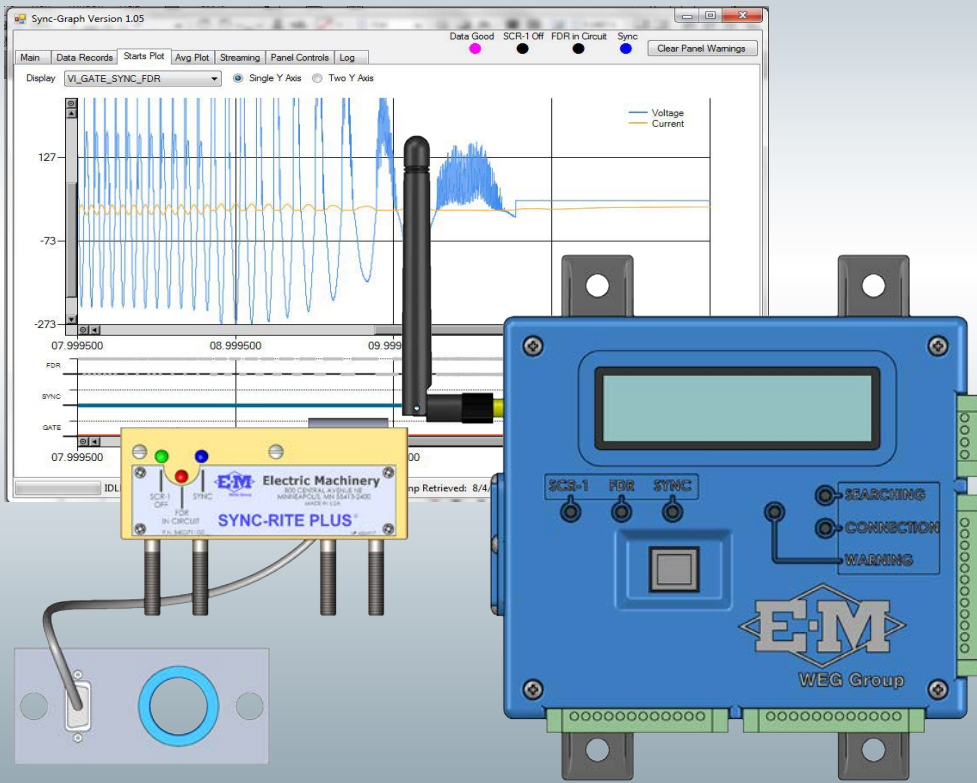 Sync-Graph Version 1.05
Data Good SCR-1 Off FDR in Circuit Sync
Clear Panel Warnings
Main Data Records Starts Plot Avg Plot Streaming Panel Controls Log
Display VI_GATE_SYNC_FDR Single Y Axis Two Y Axis
Voltage
Current
127
-73
-273
07.999500 08.999500 09.999
FDR
SYNC
GATE
07.999500 00
IDL
mp Retrieved: 8/4/
SCR-1
OFF
SYNC
FDR
IN CIRCUIT
E·M
Electric Machinery
800 CENTRAL AVENUE NE
MINNEAPOLIS, MN 55413-2400
MADE IN USA
SYNC-RITE PLUS
SCR-1 FDR SYNC
SEARCHING
CONNECTION
WARNING
E·M
WEG Group